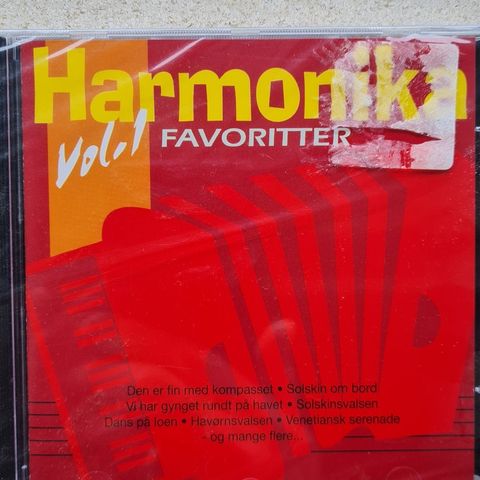 Harmonika
Vol.1 FAVORITTER
Den er fin med kompasset • Solskin om bord
Vi har gynget rundt på havet • Solskinsvalsen
Dans på loen • Havørnsvalsen • Venetiansk serenade
- og mange flere...